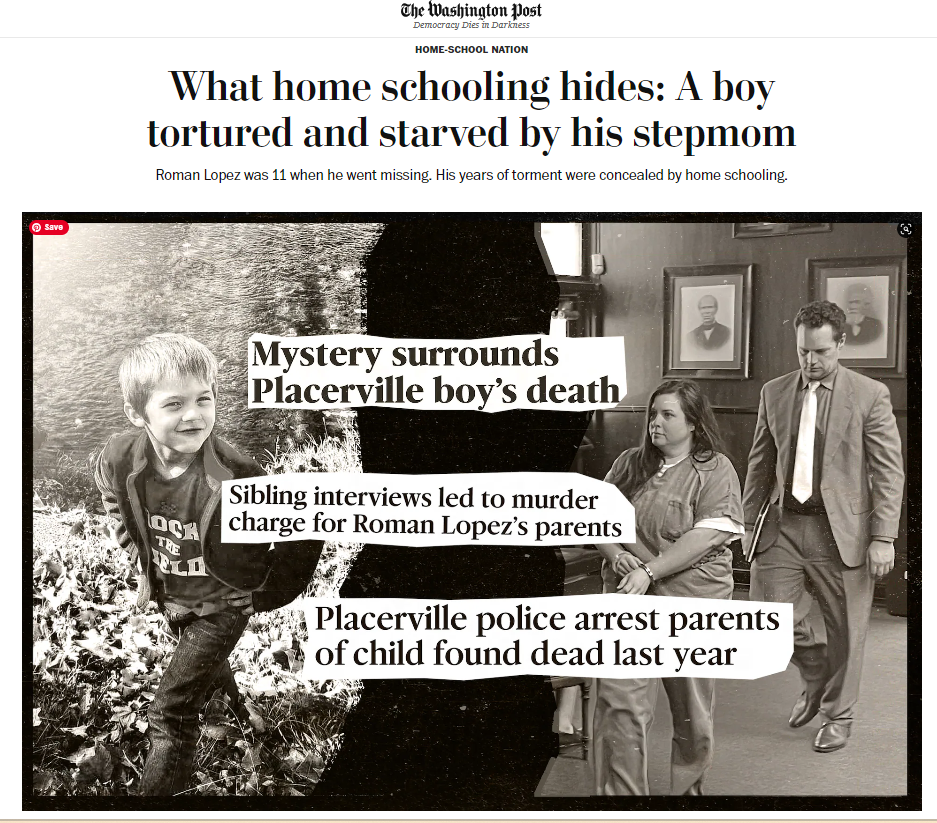 The Washington Post
Democracy Dies in Darkness
HOME-SCHOOL NATION
What home schooling hides: A boy
tortured and starved by his stepmom
Roman Lopez was 11 when he went missing. His years of torment were concealed by home schooling.
Save
Mystery surrounds
Placerville boy's death
Sibling interviews led to murder
charge for Roman Lopez's parents
Placerville police arrest parents
of child found dead last year
THE